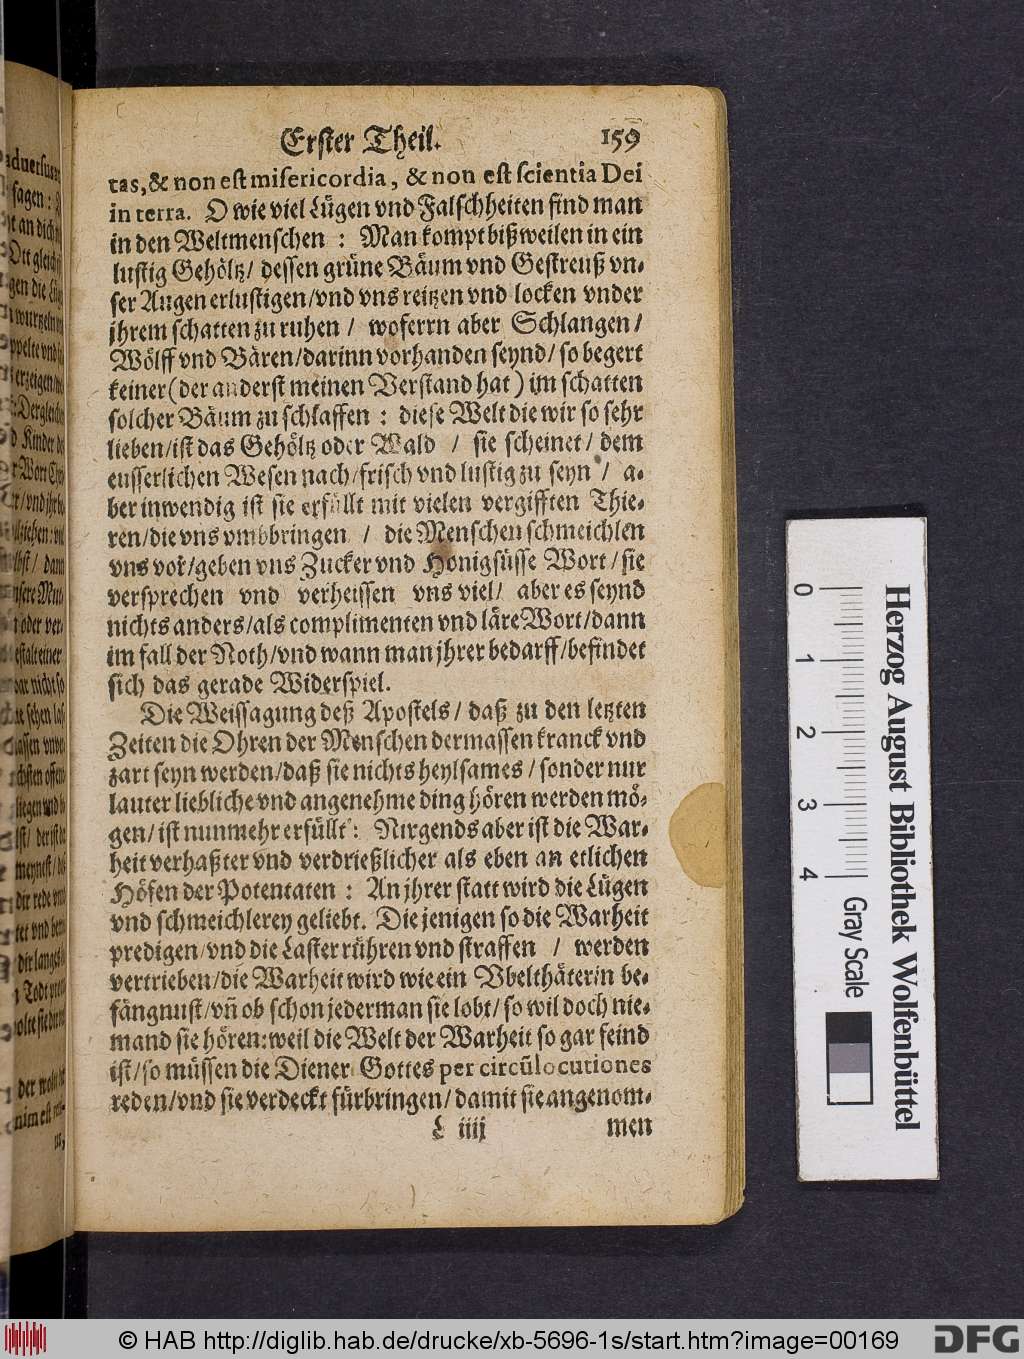 Erster Theil. 159
tas, & non est misericordia, & non est scientia Dei
in terra. O wie viel Lügen vnd Falschheiten find man
in den Weltmenschen : Man kompt bißweilen in ein
lustig Gehöltz/ dessen grüne Bäum vnd Gestreuß vn-
ser Augen erlustigen/vnd vns reitzen vnd locken vnder
jhrem schatten zu ruhen / woferrn aber Schlangen/
Wölff vnd Bären/darinn vorhanden seynd/ so begert
keiner (der anderst meinen Verstand hat) im schatten
solcher Bäum zu schlaffen : diese Welt die wir so sehr
lieben/ist das Gehöltz oder Wald / sie scheinet/ dem
eusserlichen Wesen nach/frisch vnd lustig zu seyn / a-
ber inwendig ist sie erfüllt mit vielen vergifften Thie-
ren/die vns vmbbringen / die Menschen schmeichlen
vns vor/geben vns Zucker vnd Honigsüsse Wort/ sie
versprechen vnd verheissen vns viel/ aber es seynd
nichts anders/als complimenten vnd läre Wort/dann
im fall der Noth/vnd wann man jhrer bedarff/befindet
sich das gerade Widerspiel.
Die Weissagung deß Apostels/ daß zu den letzten
Zeiten die Ohren der Menschen dermassen kranck vnd
zart seyn werden/daß sie nichts heylsames/ sonder nur
lauter liebliche vnd angenehme ding hören werden mö-
gen/ ist nunmehr erfüllt : Nirgends aber ist die War-
heit verhaßter vnd verdrießlicher als eben an etlichen
Höfen der Potentaten : An jhrer statt wird die Lügen
vnd schmeichlerey geliebt. Die jenigen so die Warheit
predigen/vnd die Laster rühren vnd straffen / werden
vertrieben/die Warheit wird wie ein Vbelthäterin be-
fängnust/vñ ob schon jederman sie lobt/ so wil doch nie-
mand sie hören:weil die Welt der Warheit so gar feind
ist/so müssen die Diener Gottes per circūlocutiones
reden/vnd sie verdeckt fürbringen/ damit sie angenom-
L iiij men
0 1 2 3 4
Gray Scale
Herzog August Bibliothek Wolfenbüttel
© HAB http://diglib.hab.de/drucke/xb-5696-1s/start.htm?image=00169
DFG